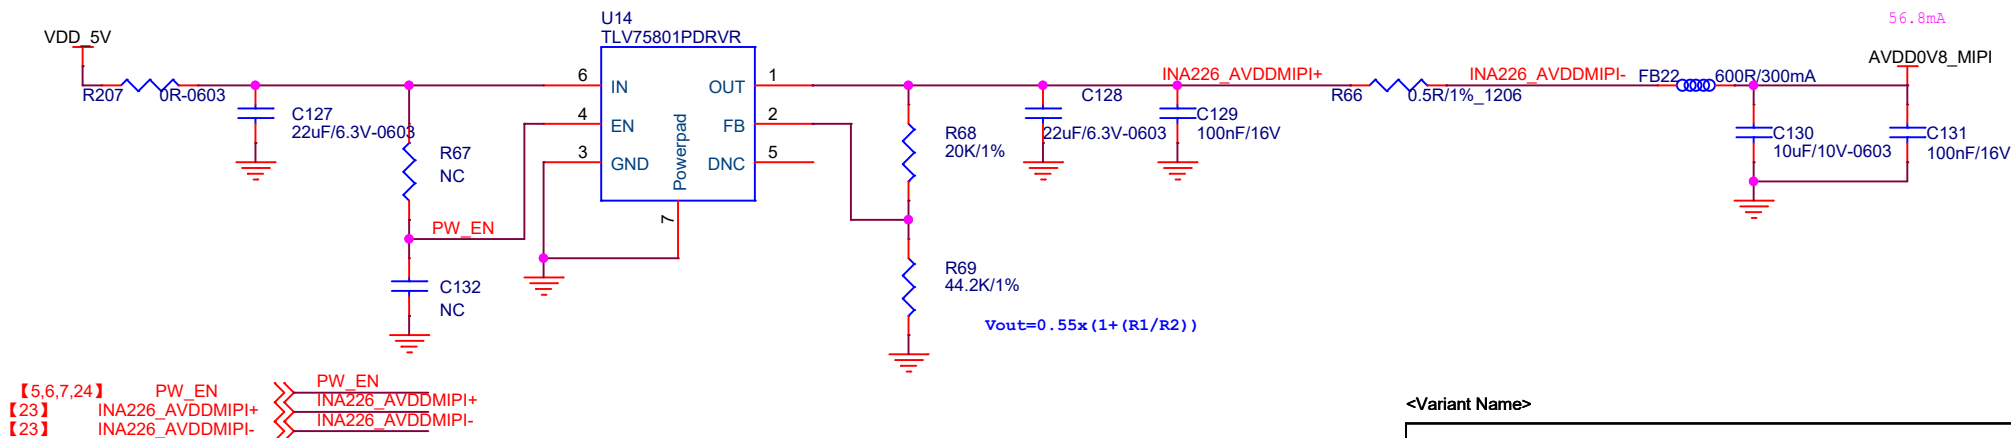 56.8mA
U14
TLV75801PDRVR
VDD_5V
AVDD0V8_MIPI
6
IN
OUT
1
INA226_AVDDMIPI+
INA226_AVDDMIPI-
FB22
600R/300mA
R207
0R-0603
R66
0.5R/1%_1206
C127
22uF/6.3V-0603
4
EN
FB
2
C128
22uF/6.3V-0603
C129
100nF/16V
R68
20K/1%
C130
10uF/10V-0603
C131
100nF/16V
R67
NC
3
GND
DNC
5
Powerpad
7
PW_EN
C132
NC
R69
44.2K/1%
Vout=0.55x(1+(R1/R2))
【5,6,7,24】 PW_EN PW_EN
【23】 INA226_AVDDMIPI+ INA226_AVDDMIPI+
【23】 INA226_AVDDMIPI- INA226_AVDDMIPI-
<Variant Name>